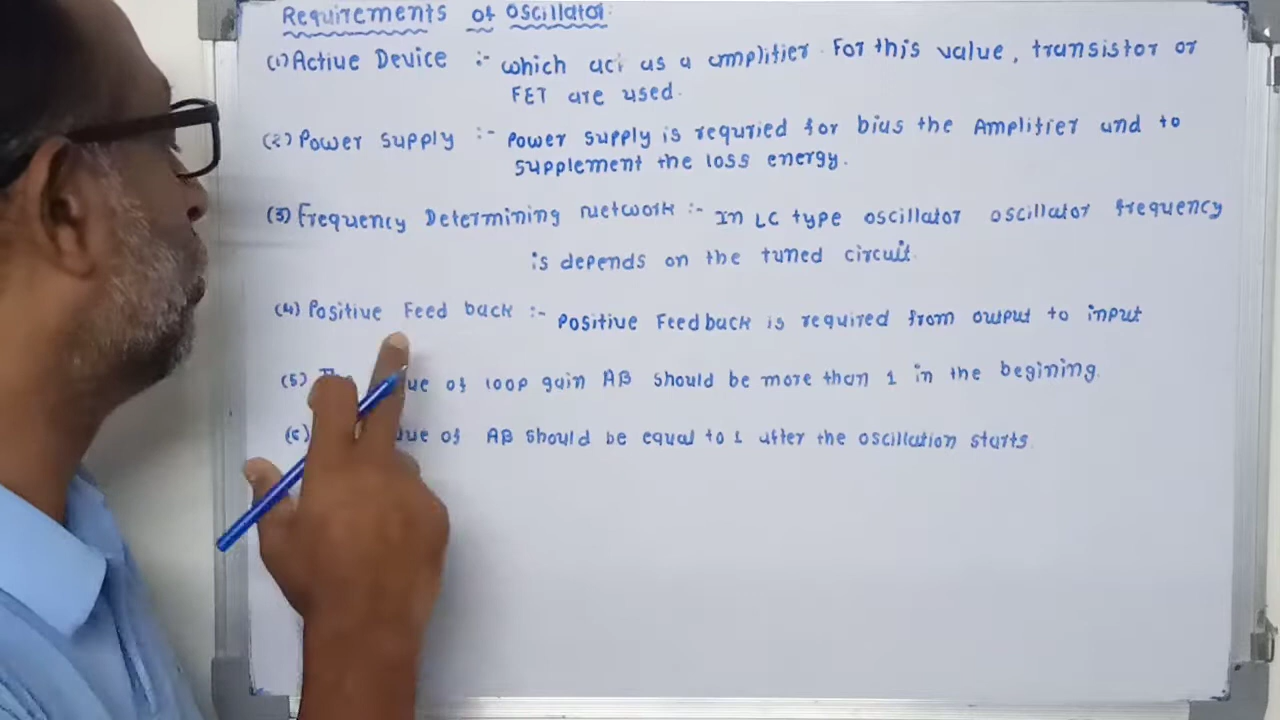 Requirements of oscillator:
(1) Active Device :- which act as a amplifier. For this value, transistor or
FET are used.
(2) Power supply :- Power supply is requried for bias the Amplifier and to
supplement the loss energy.
(3) Frequency Determining network :- In LC type oscillator oscillator frequency
is depends on the tuned circuit.
(4) Positive Feed back :- Positive Feedback is required from output to input
(5) of loop gain AB should be more than 1 in the begining.
(6) of AB should be equal to 1 after the oscillation starts.